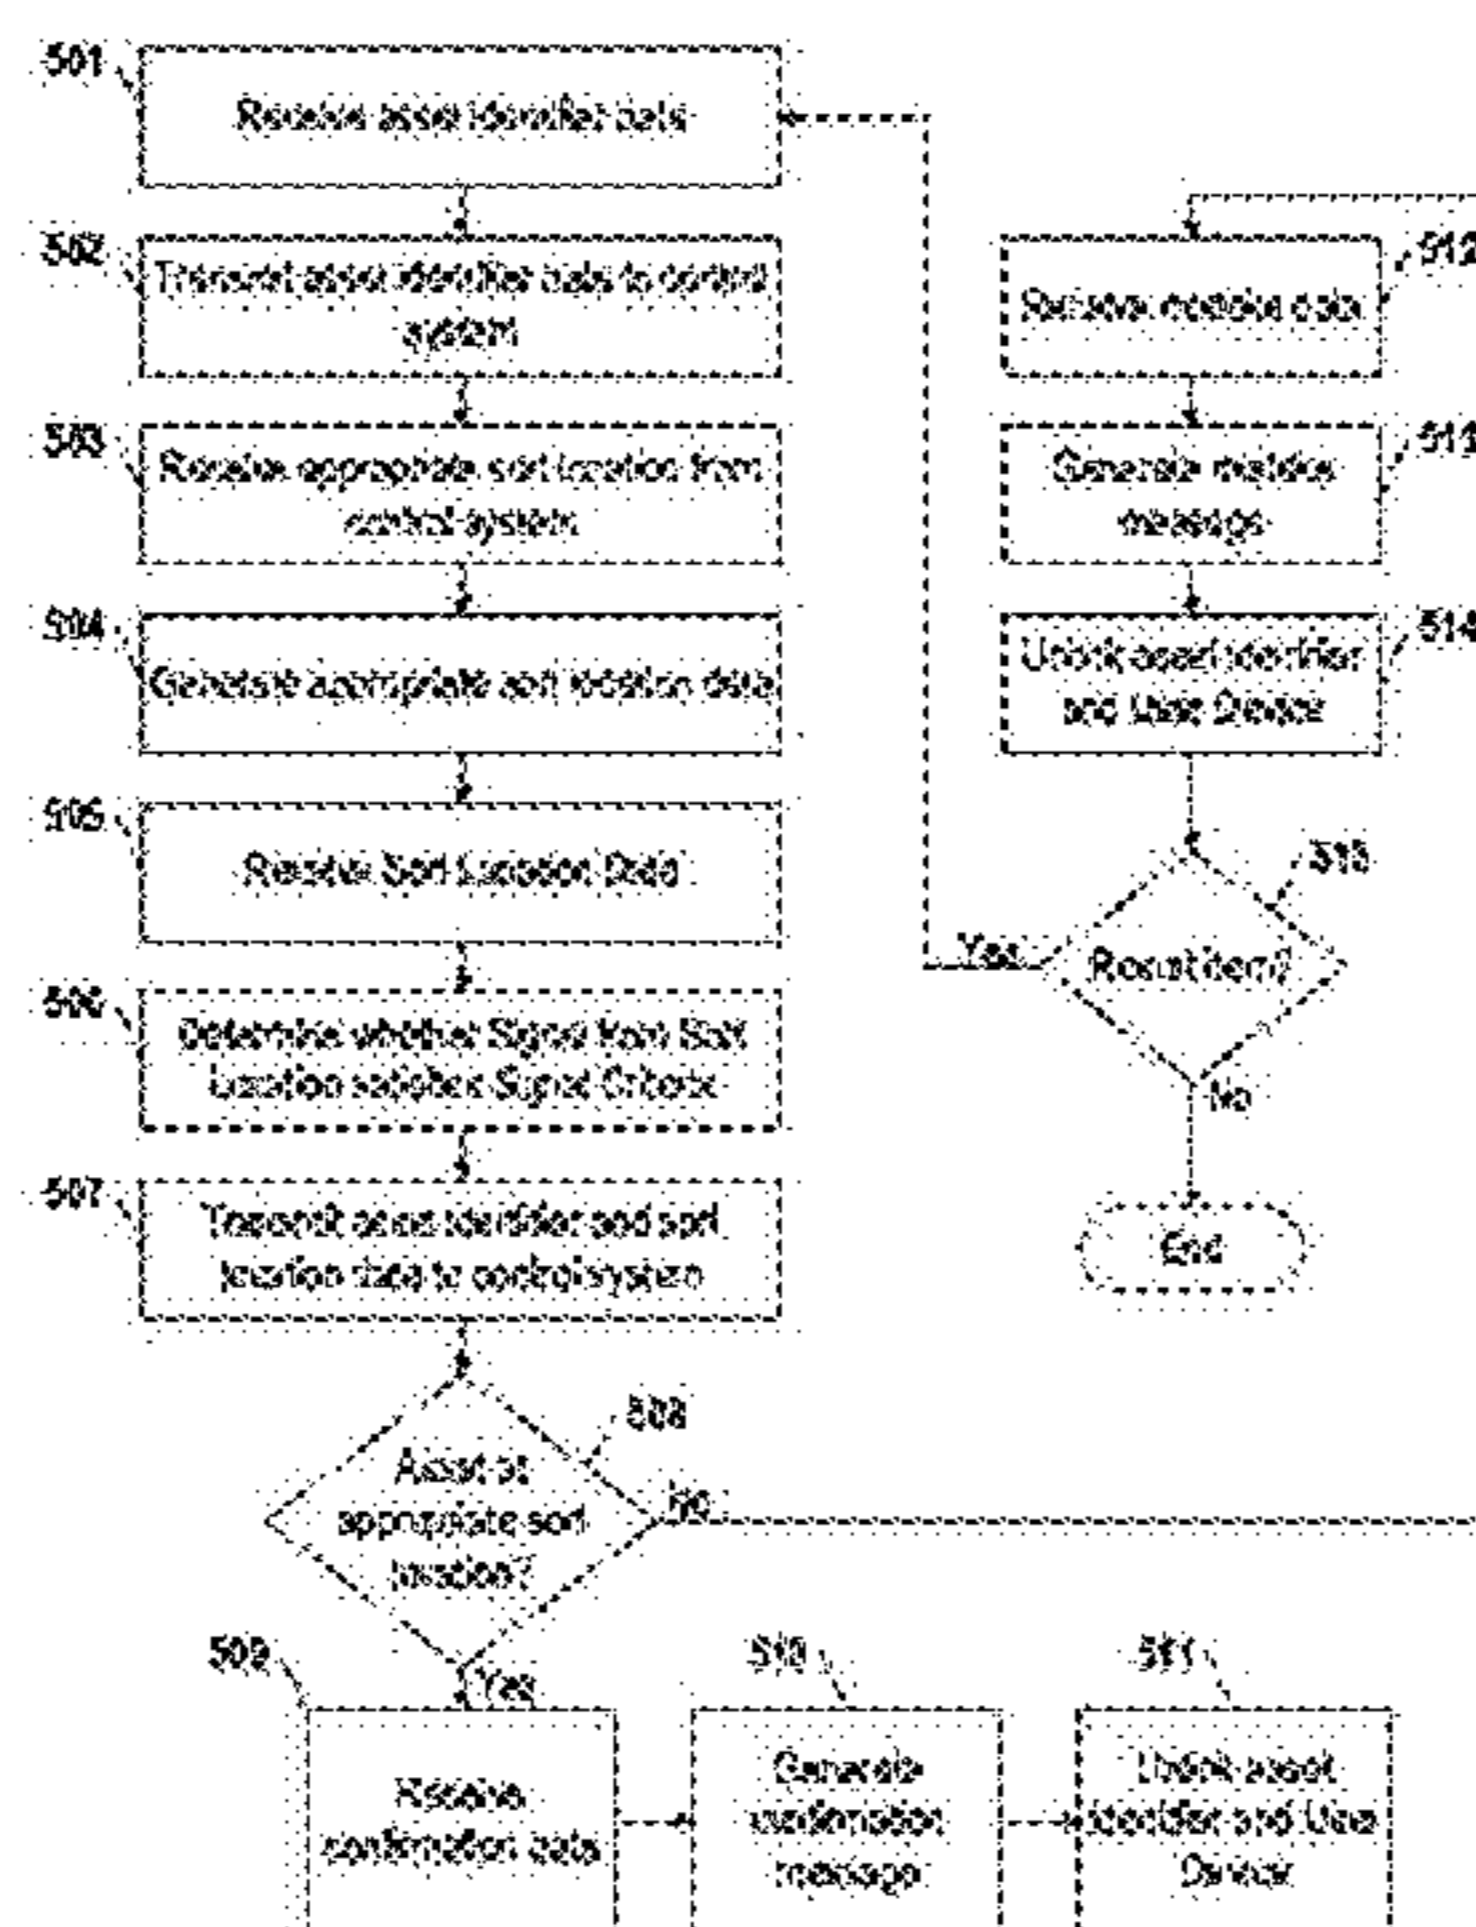 501
Receive asset identifier data
502
Transmit asset identifier data to control
system
503
Receive appropriate sort location from
control system
504
Generate appropriate sort location data
505
Receive Sort Location Data
506
Determine whether Signal from Sort
Location satisfies Signal Criteria
507
Transmit asset identifier and sort
location data to control system
508
Asset at
appropriate sort
location?
No
Yes
509
Receive
confirmation data
510
Generate
confirmation
message
511
Unlink asset
identifier and User
Device
512
Receive mistake data
513
Generate mistake
message
514
Unlink asset identifier
and User Device
515
Resort item?
Yes
No
End